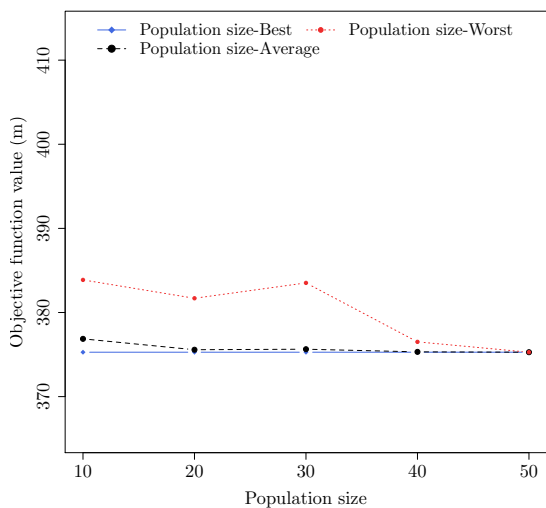 Population size-Best Population size-Worst
Population size-Average
Objective function value (m)
410
400
390
380
370
10 20 30 40 50
Population size